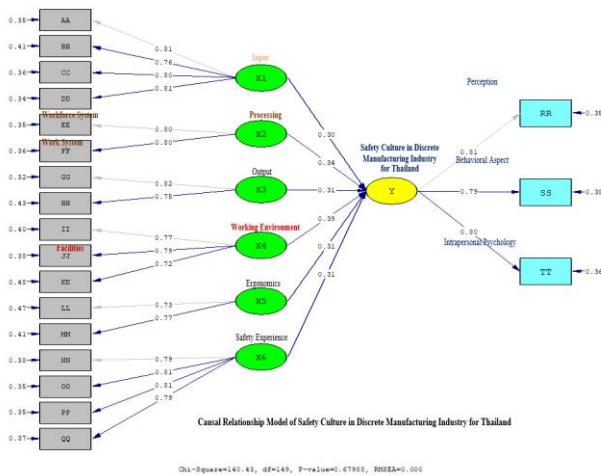 0.35 AA
0.41 BB
0.36 CC
0.34 DD
Workforce System
0.35 EE
Work System
0.36 FF
0.32 GG
0.43 HH
0.40 II
Facilities
0.38 JJ
0.48 KK
0.47 LL
0.41 MM
0.38 NN
0.35 OO
0.35 PP
0.37 QQ
0.81
0.76
0.80
0.81
0.80
0.80
0.82
0.75
0.77
0.79
0.72
0.73
0.77
0.79
0.81
0.81
0.79
Input
X1
Processing
X2
Output
X3
Working Environment
X4
Ergonomics
X5
Safety Experience
X6
0.30
0.34
0.31
0.39
0.31
0.31
Safety Culture in Discrete
Manufacturing Industry
for Thailand
Y
0.81
0.79
0.80
Perception
RR
Behavioral Aspect
SS
Intrapersonal Psychology
TT 0.36
Causal Relationship Model of Safety Culture in Discrete Manufacturing Industry for Thailand
Chi-Square=140.43, df=149, P-value=0.67988, RMSEA=0.000